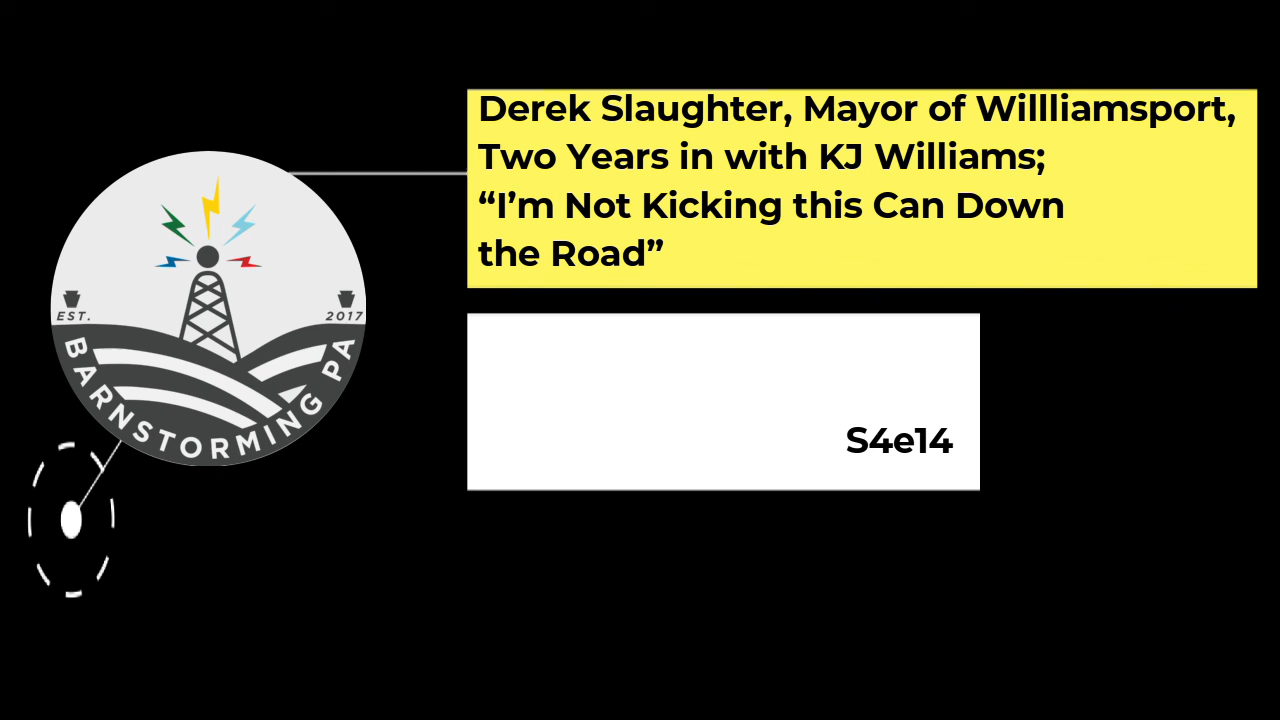 Derek Slaughter, Mayor of Willliamsport,
Two Years in with KJ Williams;
“I’m Not Kicking this Can Down
the Road”
EST.
2017
BARNSTORMING PA
S4e14